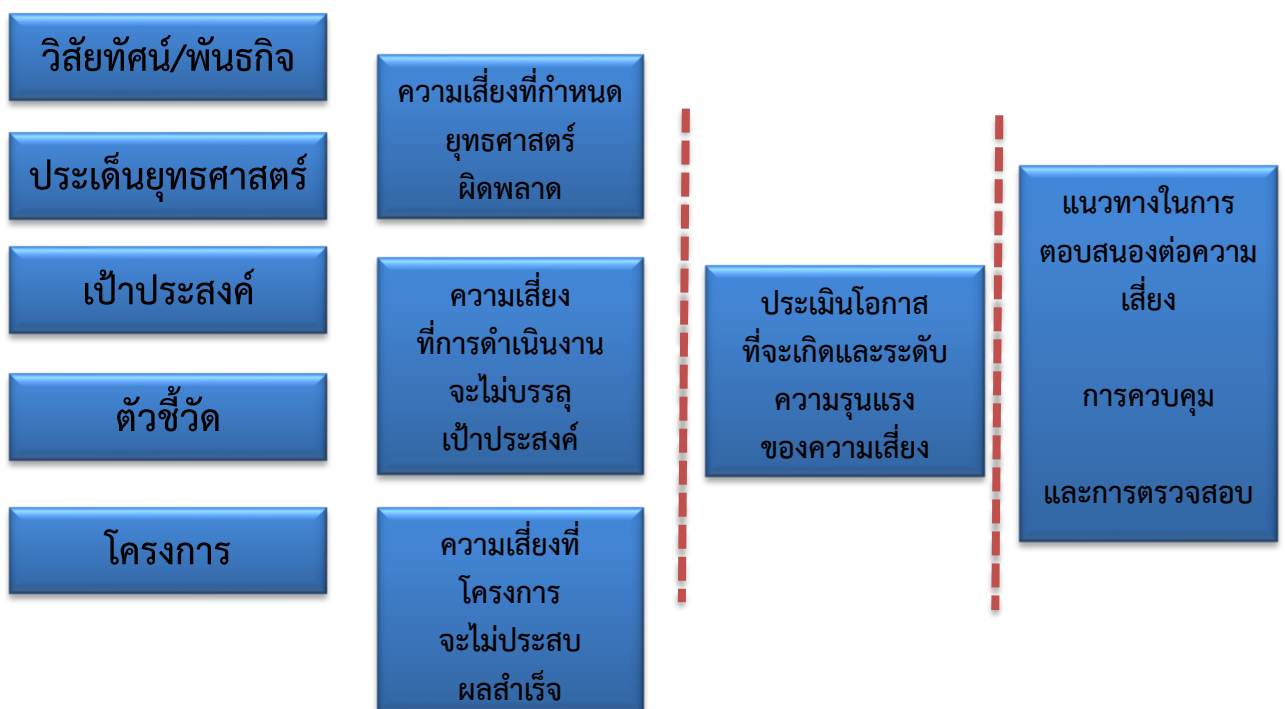 วิสัยทัศน์/พันธกิจ
ประเด็นยุทธศาสตร์
เป้าประสงค์
ตัวชี้วัด
โครงการ
ความเสี่ยงที่กำหนด
ยุทธศาสตร์
ผิดพลาด
ความเสี่ยง
ที่การดำเนินงาน
จะไม่บรรลุ
เป้าประสงค์
ความเสี่ยงที่
โครงการ
จะไม่ประสบ
ผลสำเร็จ
ประเมินโอกาส
ที่จะเกิดและระดับ
ความรุนแรง
ของความเสี่ยง
แนวทางในการ
ตอบสนองต่อความ
เสี่ยง
การควบคุม
และการตรวจสอบ